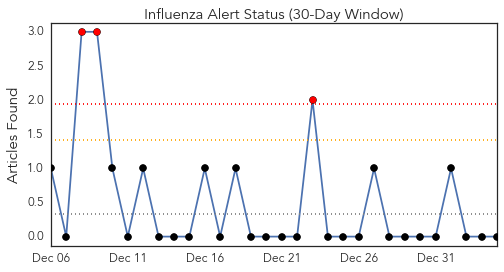 Influenza Alert Status (30-Day Window)
Articles Found
3.0
2.5
2.0
1.5
1.0
0.5
0.0
Dec 06 Dec 11 Dec 16 Dec 21 Dec 26 Dec 31